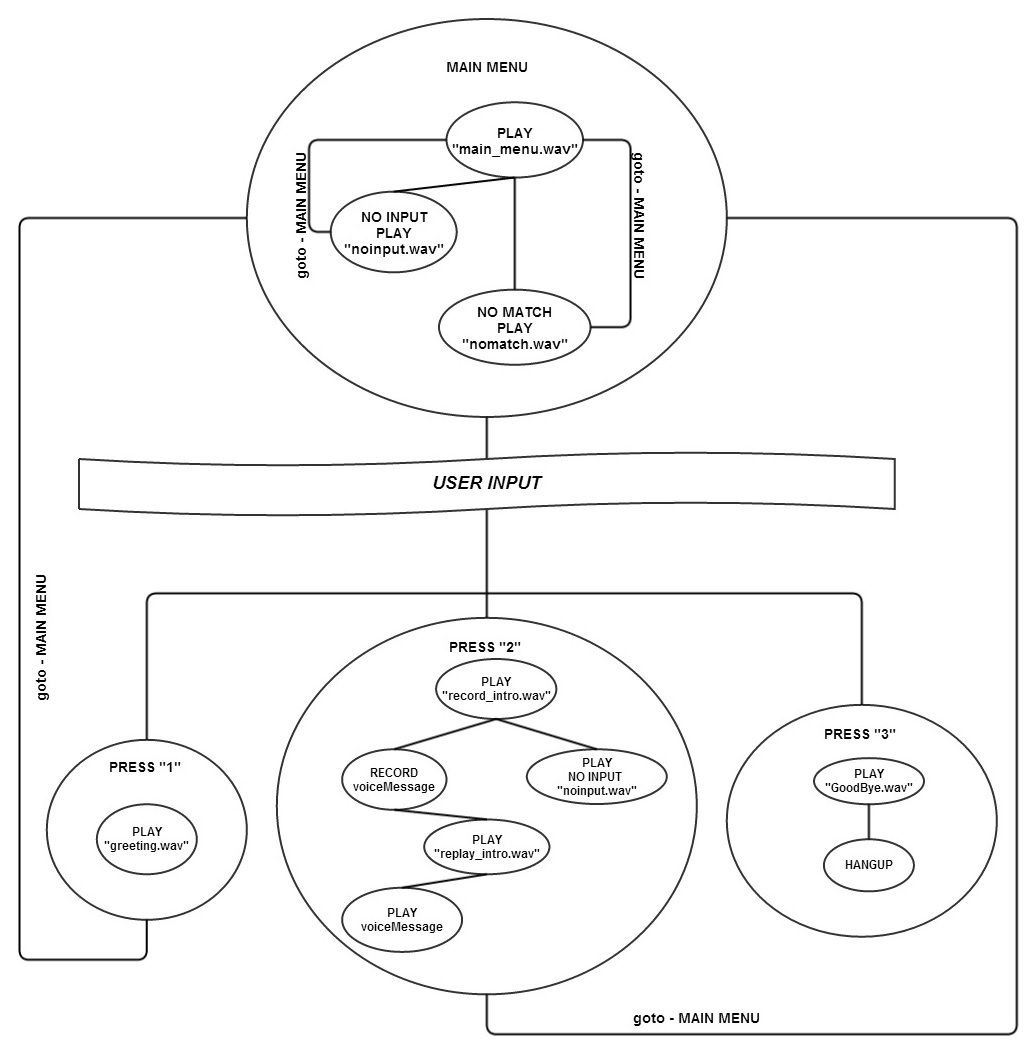 MAIN MENU
PLAY
"main_menu.wav"
goto - MAIN MENU
goto - MAIN MENU
NO INPUT
PLAY
"noinput.wav"
NO MATCH
PLAY
"nomatch.wav"
USER INPUT
goto - MAIN MENU
PRESS "1"
PLAY
"greeting.wav"
PRESS "2"
PLAY
"record_intro.wav"
RECORD
voiceMessage
PLAY
NO INPUT
"noinput.wav"
PLAY
"replay_intro.wav"
PLAY
voiceMessage
PRESS "3"
PLAY
"GoodBye.wav"
HANGUP
goto - MAIN MENU